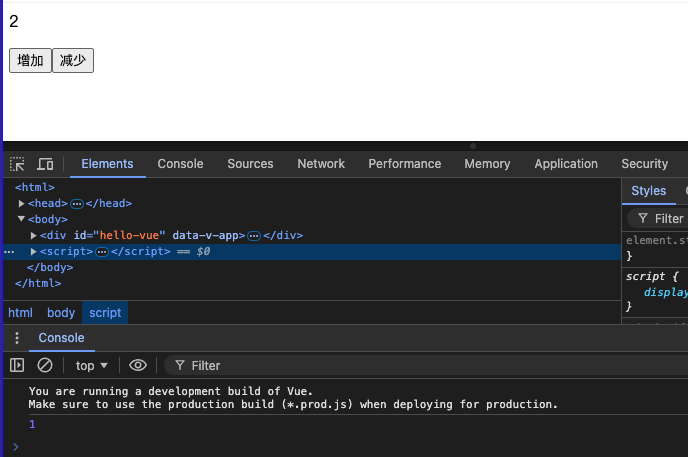 2
增加 减少
Elements Console Sources Network Performance Memory Application Security
<html>
<head>…</head>
<body>
<div id="hello-vue" data-v-app>…</div>
… <script>…</script> == $0
</body>
</html>
Styles
Filter
element.st
}
script {
display
}
html body script
Console
top Filter
You are running a development build of Vue.
Make sure to use the production build (*.prod.js) when deploying for production.
1